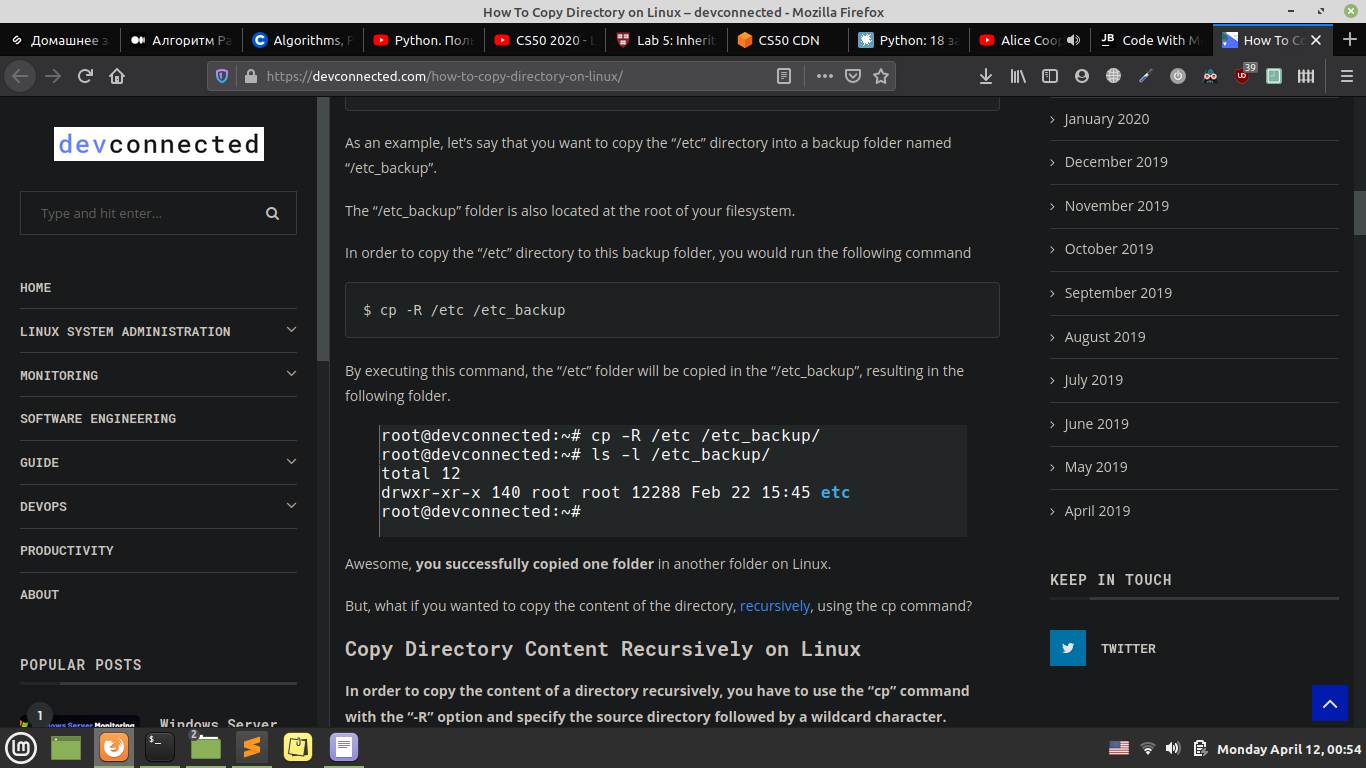 How To Copy Directory on Linux – devconnected - Mozilla Firefox
Домашнее з
Алгоритм Ра
Algorithms, P
Python. Пол
CS50 2020 - L
Lab 5: Inherit
CS50 CDN
Python: 18 за
Alice Coop
JB Code With M
How To Co
https://devconnected.com/how-to-copy-directory-on-linux/
39
devconnected
Type and hit enter...
HOME
LINUX SYSTEM ADMINISTRATION
MONITORING
SOFTWARE ENGINEERING
GUIDE
DEVOPS
PRODUCTIVITY
ABOUT
POPULAR POSTS
1
Windows Server Monitoring
Windows Server
As an example, let’s say that you want to copy the “/etc” directory into a backup folder named
“/etc_backup”.
The “/etc_backup” folder is also located at the root of your filesystem.
In order to copy the “/etc” directory to this backup folder, you would run the following command
$ cp -R /etc /etc_backup
By executing this command, the “/etc” folder will be copied in the “/etc_backup”, resulting in the
following folder.
root@devconnected:~# cp -R /etc /etc_backup/
root@devconnected:~# ls -l /etc_backup/
total 12
drwxr-xr-x 140 root root 12288 Feb 22 15:45 etc
root@devconnected:~#
Awesome, you successfully copied one folder in another folder on Linux.
But, what if you wanted to copy the content of the directory, recursively, using the cp command?
Copy Directory Content Recursively on Linux
In order to copy the content of a directory recursively, you have to use the “cp” command
with the “-R” option and specify the source directory followed by a wildcard character.
January 2020
December 2019
November 2019
October 2019
September 2019
August 2019
July 2019
June 2019
May 2019
April 2019
KEEP IN TOUCH
TWITTER
2
Monday April 12, 00:54